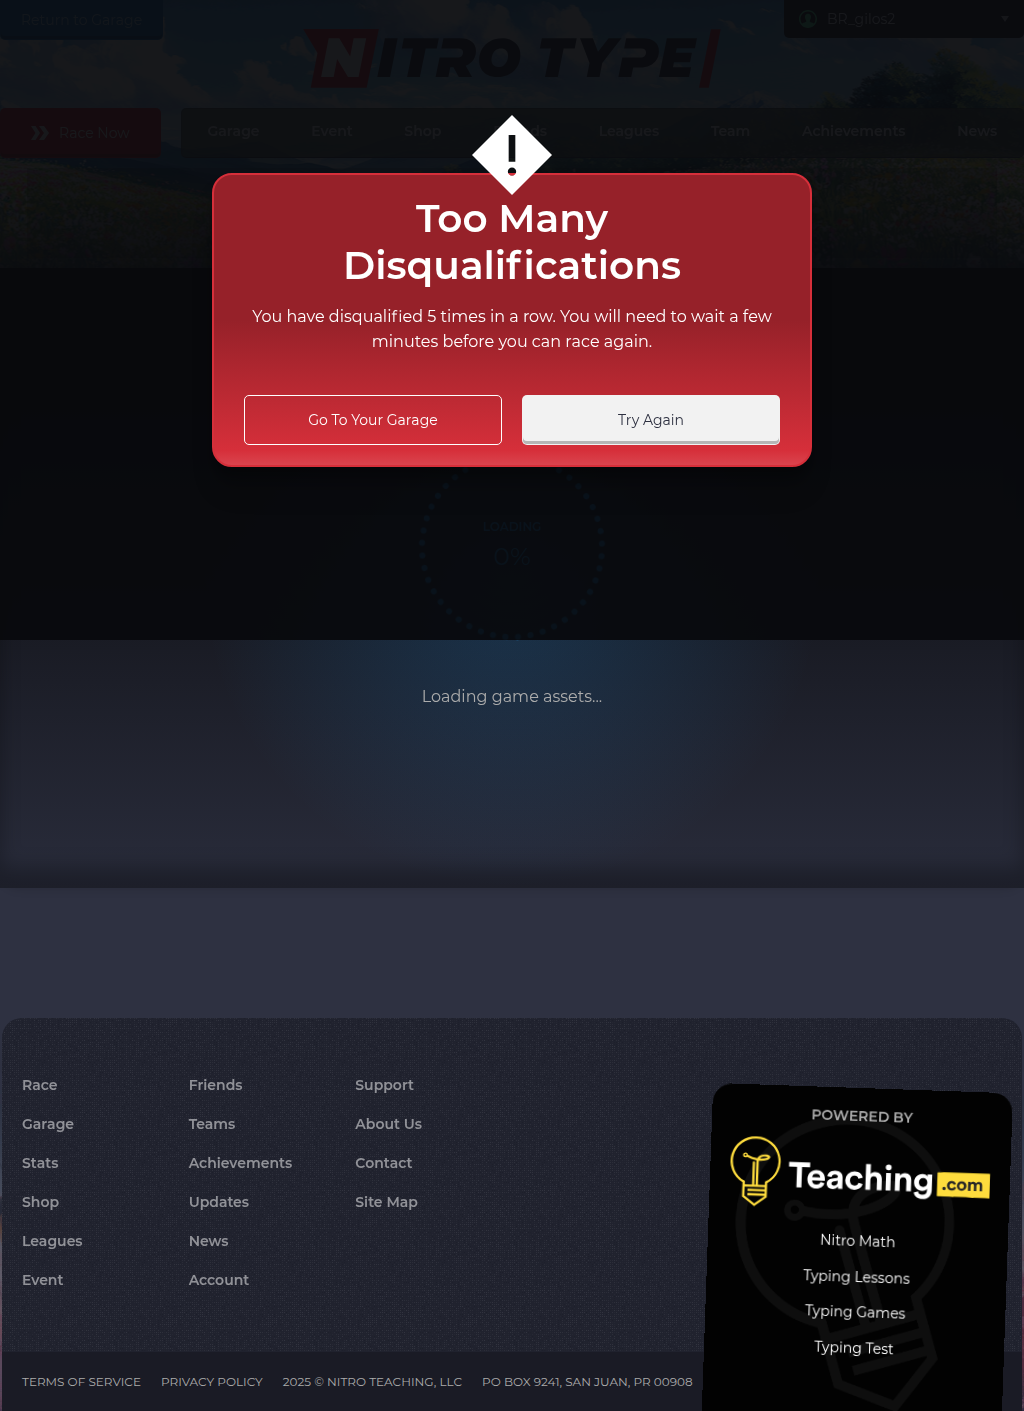 Return to Garage
BR_gilos2
NITRO TYPE
Race Now
Garage Event Shop Leagues Team Achievements News
Too Many
Disqualifications
You have disqualified 5 times in a row. You will need to wait a few
minutes before you can race again.
Go To Your Garage
Try Again
LOADING
0%
Loading game assets...
Race
Garage
Stats
Shop
Leagues
Event
Friends
Teams
Achievements
Updates
News
Account
Support
About Us
Contact
Site Map
POWERED BY
Teaching.com
Nitro Math
Typing Lessons
Typing Games
Typing Test
TERMS OF SERVICE PRIVACY POLICY 2025 © NITRO TEACHING, LLC PO BOX 9241, SAN JUAN, PR 00908